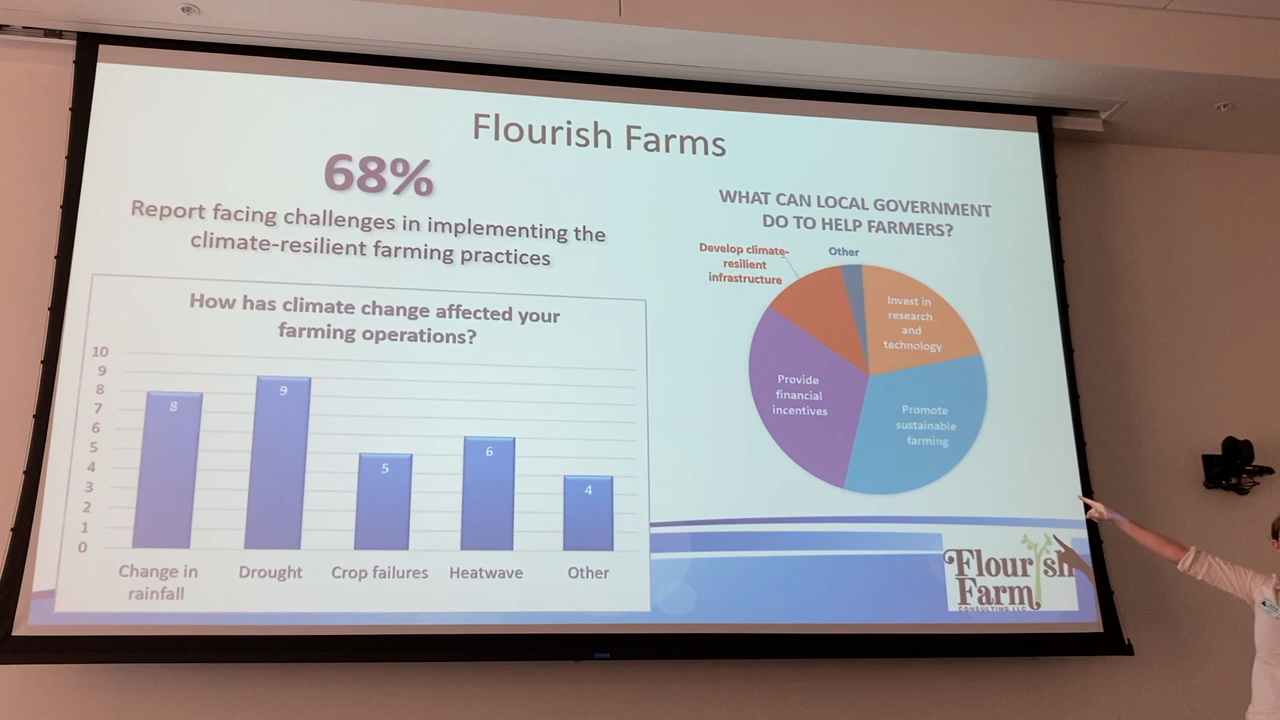 Flourish Farms
68%
Report facing challenges in implementing the
climate-resilient farming practices
How has climate change affected your
farming operations?
10
9
8
7
6
5
4
3
2
1
0
8
9
5
6
4
Change in
rainfall
Drought
Crop failures
Heatwave
Other
WHAT CAN LOCAL GOVERNMENT
DO TO HELP FARMERS?
Develop climate-
resilient
infrastructure
Other
Invest in
research
and
technology
Provide
financial
incentives
Promote
sustainable
farming
Flourish
Farm
CONSULTING LLC